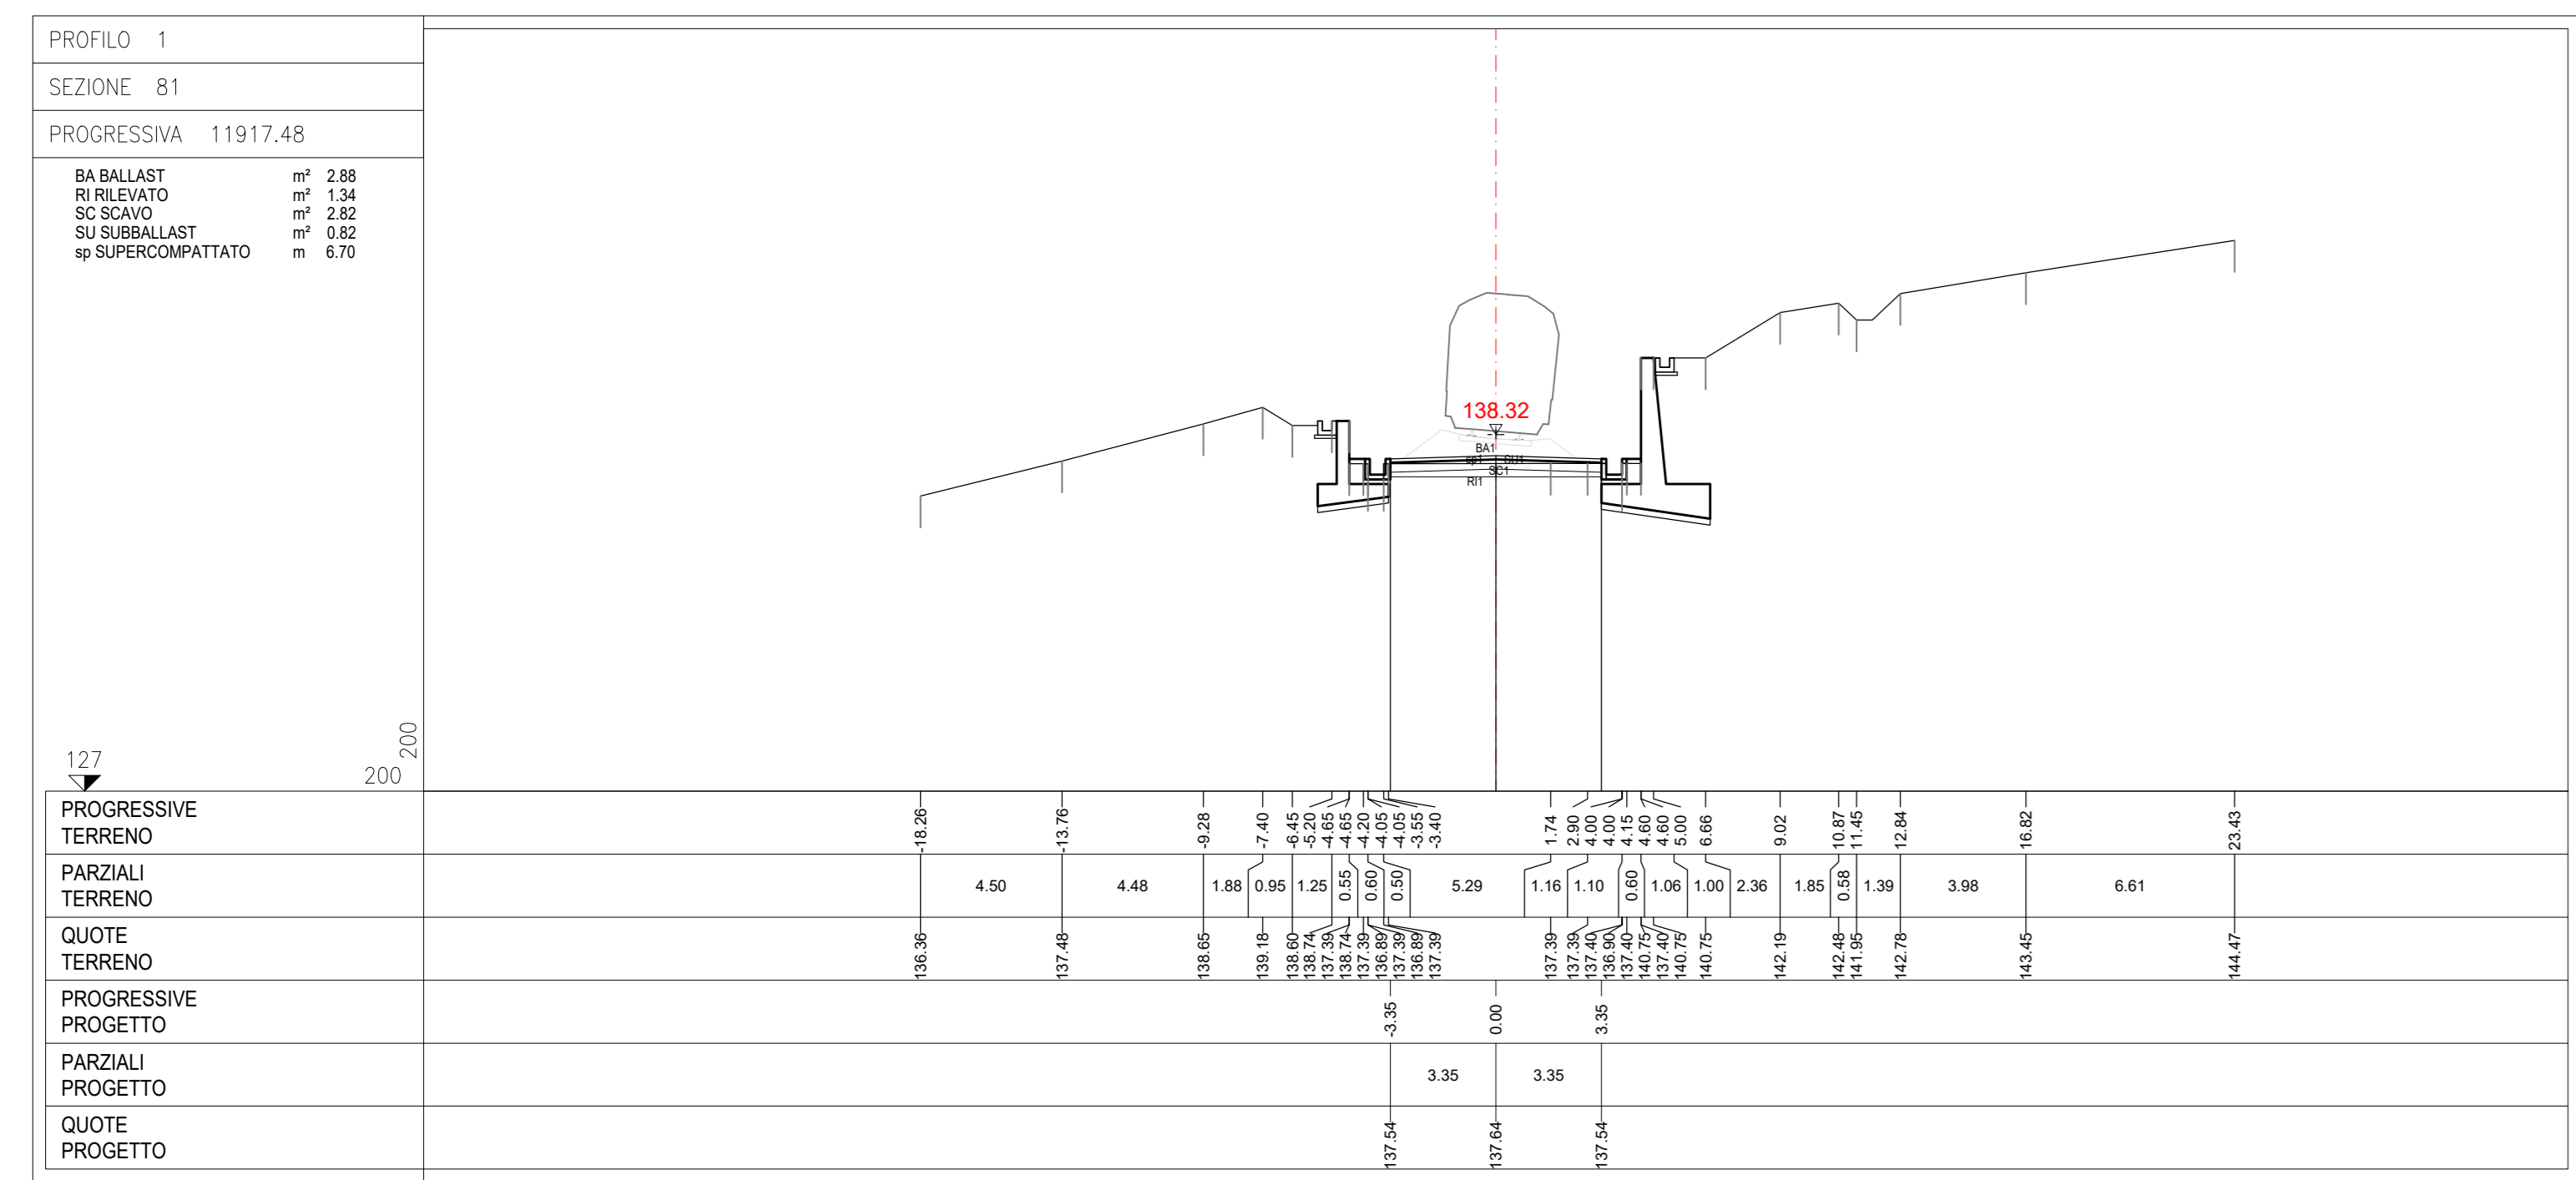 PROFILO 1
SEZIONE 81
PROGRESSIVA 11917.48
BA BALLAST m² 2.88
RI RILEVATO m² 1.34
SC SCAVO m² 2.82
SU SUBBALLAST m² 0.82
sp SUPERCOMPATTATO m 6.70
138.32
BA1
sp1 SU1
SC1
RI1
127
200
200
PROGRESSIVE TERRENO
-18.26 -13.76 -9.28 -7.40 -6.45 -5.20 -4.65 -4.65 -4.20 -4.05 -4.05 -3.55 -3.40 1.74 2.90 4.00 4.00 4.15 4.60 4.60 5.00 6.66 9.02 10.87 11.45 12.84 16.82 23.43
PARZIALI TERRENO
4.50 4.48 1.88 0.95 1.25 0.55 0.60 0.50 5.29 1.16 1.10 0.60 1.06 1.00 2.36 1.85 0.58 1.39 3.98 6.61
QUOTE TERRENO
136.36 137.48 138.65 139.18 138.60 138.74 137.39 138.74 137.39 136.89 137.39 136.89 137.39 137.39 137.39 137.40 136.90 137.40 140.75 137.40 140.75 140.75 142.19 142.48 141.95 142.78 143.45 144.47
PROGRESSIVE PROGETTO
-3.35 0.00 3.35
PARZIALI PROGETTO
3.35 3.35
QUOTE PROGETTO
137.54 137.64 137.54